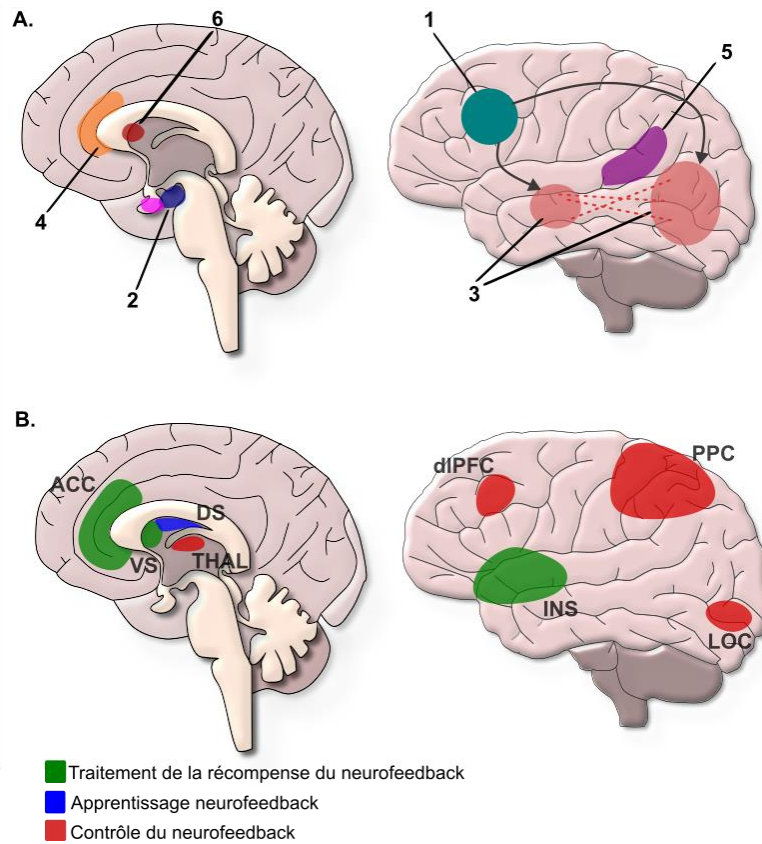 A.
6
1
5
4
2
3
B.
ACC
DS
VS
THAL
dlPFC
PPC
INS
LOC
Traitement de la récompense du neurofeedback
Apprentissage neurofeedback
Contrôle du neurofeedback